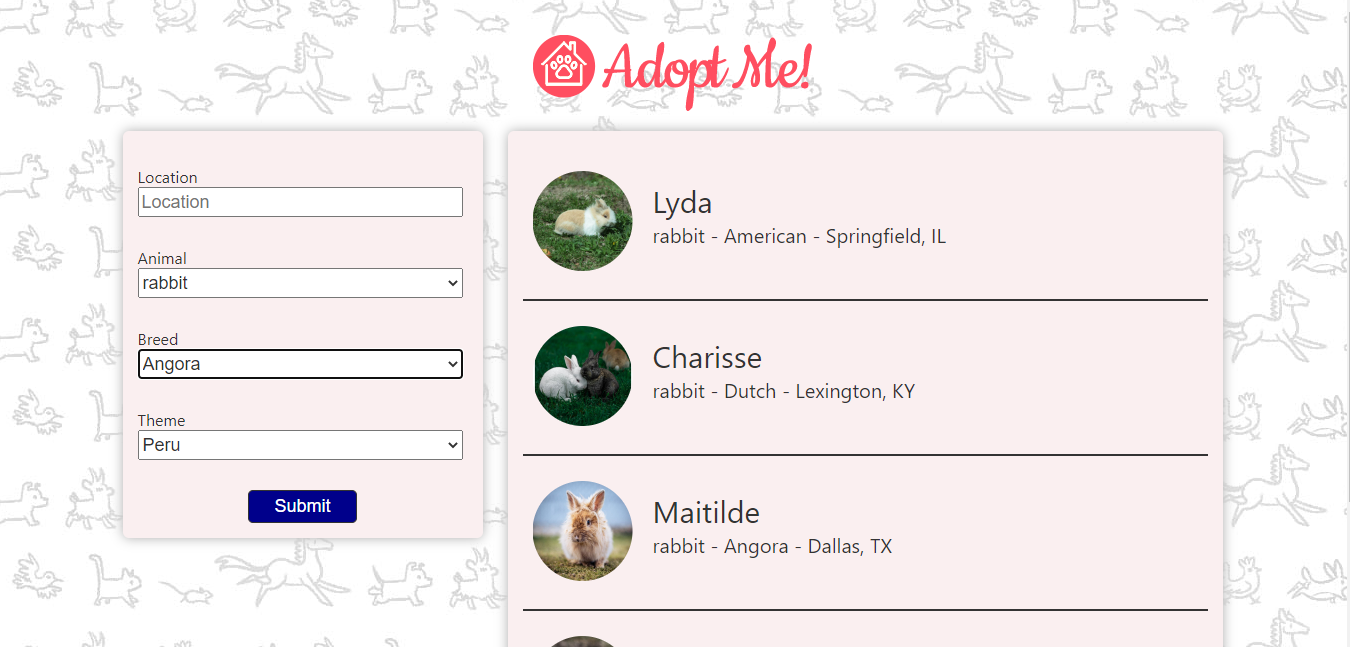 Adopt Me!
Location
Location
Animal
rabbit
Breed
Angora
Theme
Peru
Submit
Lyda
rabbit - American - Springfield, IL
Charisse
rabbit - Dutch - Lexington, KY
Maitilde
rabbit - Angora - Dallas, TX